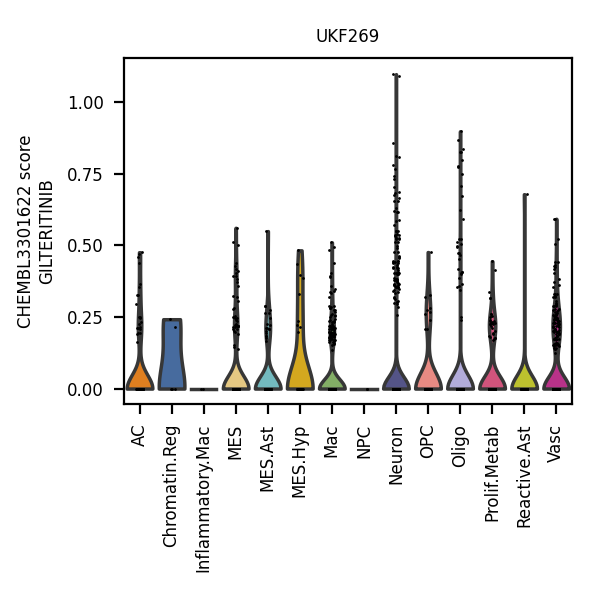 UKF269
CHEMBL3301622 score
GILTERITINIB
1.00
0.75
0.50
0.25
0.00
AC
Chromatin.Reg
Inflammatory.Mac
MES
MES.Ast
MES.Hyp
Mac
NPC
Neuron
OPC
Oligo
Prolif.Metab
Reactive.Ast
Vasc